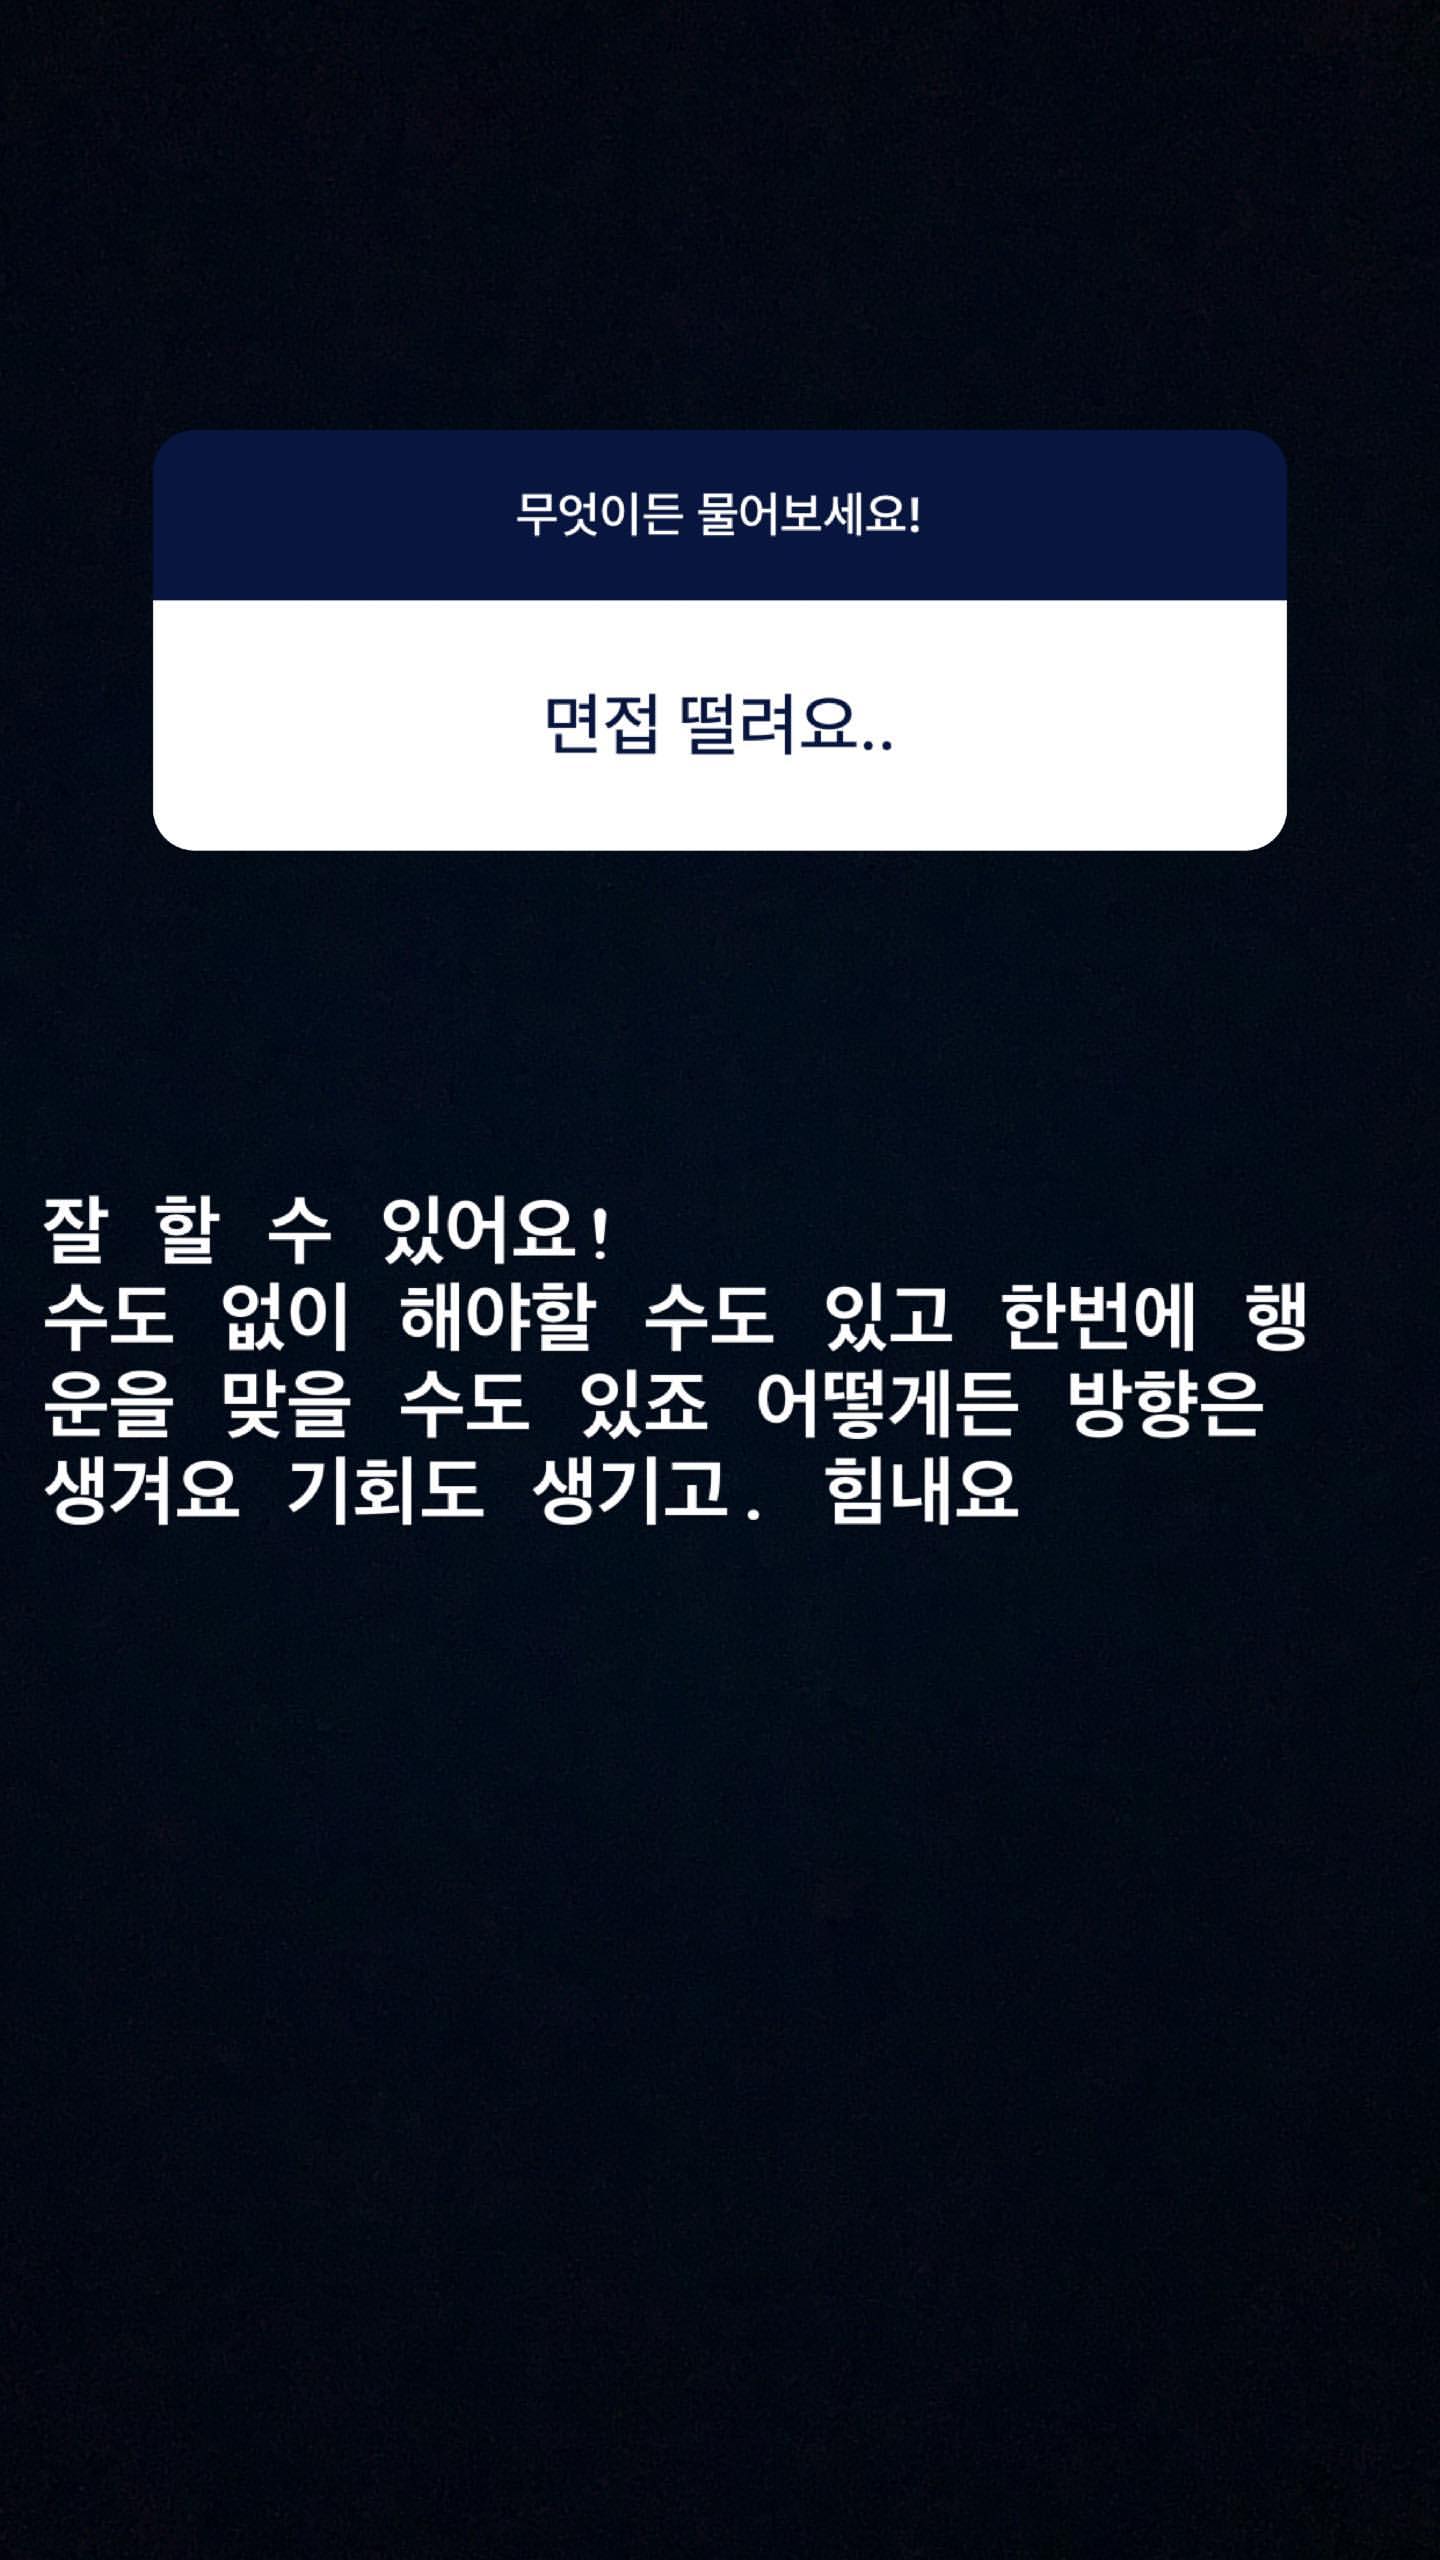 무엇이든 물어보세요!
면접 떨려요..
잘 할 수 있어요!
수도 없이 해야할 수도 있고 한번에 행
운을 맞을 수도 있죠 어떻게든 방향은
생겨요 기회도 생기고. 힘내요